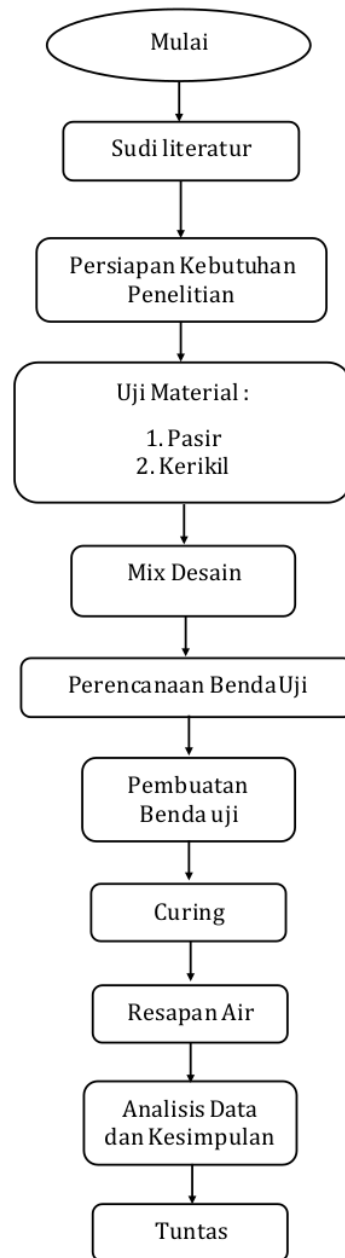 Mulai
Sudi literatur
Persiapan Kebutuhan
Penelitian
Uji Material :
1. Pasir
2. Kerikil
Mix Desain
Perencanaan Benda Uji
Pembuatan
Benda uji
Curing
Resapan Air
Analisis Data
dan Kesimpulan
Tuntas